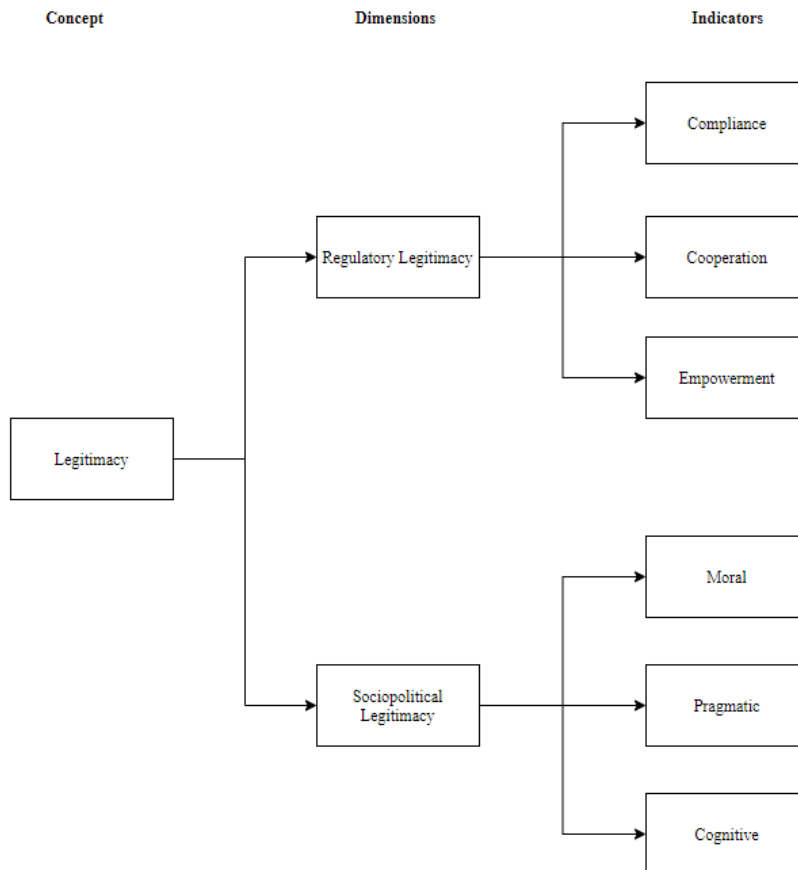 Concept
Dimensions
Indicators
Compliance
Regulatory Legitimacy
Cooperation
Empowerment
Legitimacy
Moral
Sociopolitical
Legitimacy
Pragmatic
Cognitive